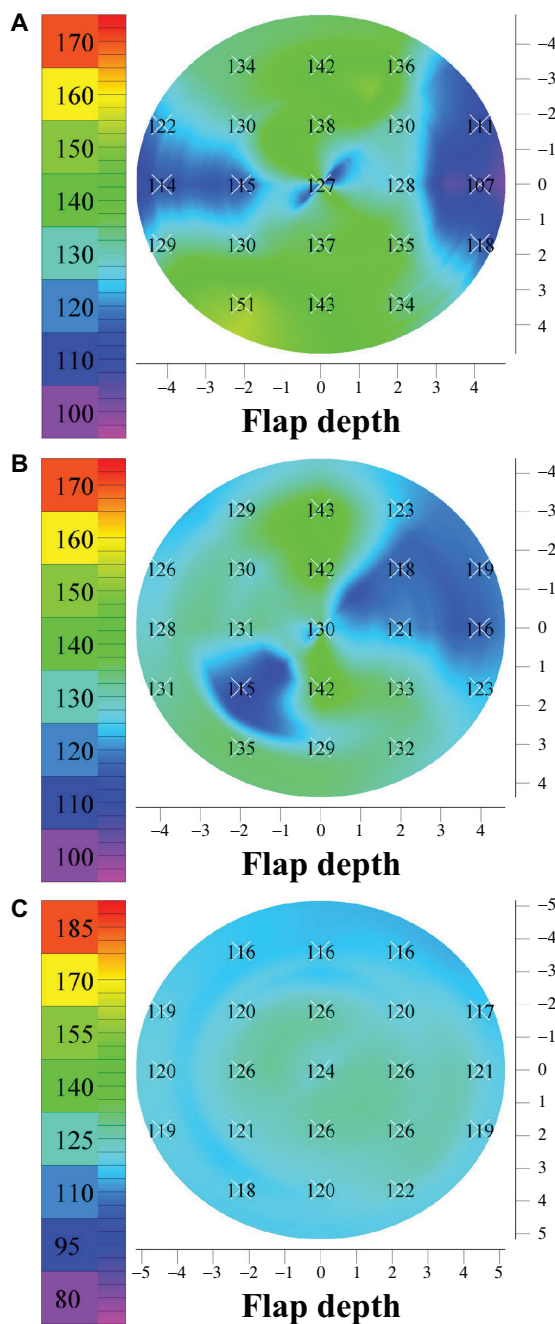 A
170
160
150
140
130
120
110
100
134 142 136
122 130 138 130 111
114 115 127 128 107
129 130 137 135 118
151 143 134
–4
–3
–2
–1
0
1
2
3
4
–4 –3 –2 –1 0 1 2 3 4
Flap depth
B
170
160
150
140
130
120
110
100
129 143 123
126 130 142 118 119
128 131 130 121 116
131 115 142 133 123
135 129 132
–4
–3
–2
–1
0
1
2
3
4
–4 –3 –2 –1 0 1 2 3 4
Flap depth
C
185
170
155
140
125
110
95
80
116 116 116
119 120 126 120 117
120 126 124 126 121
119 121 126 126 119
118 120 122
–5
–4
–3
–2
–1
0
1
2
3
4
5
–5 –4 –3 –2 –1 0 1 2 3 4 5
Flap depth